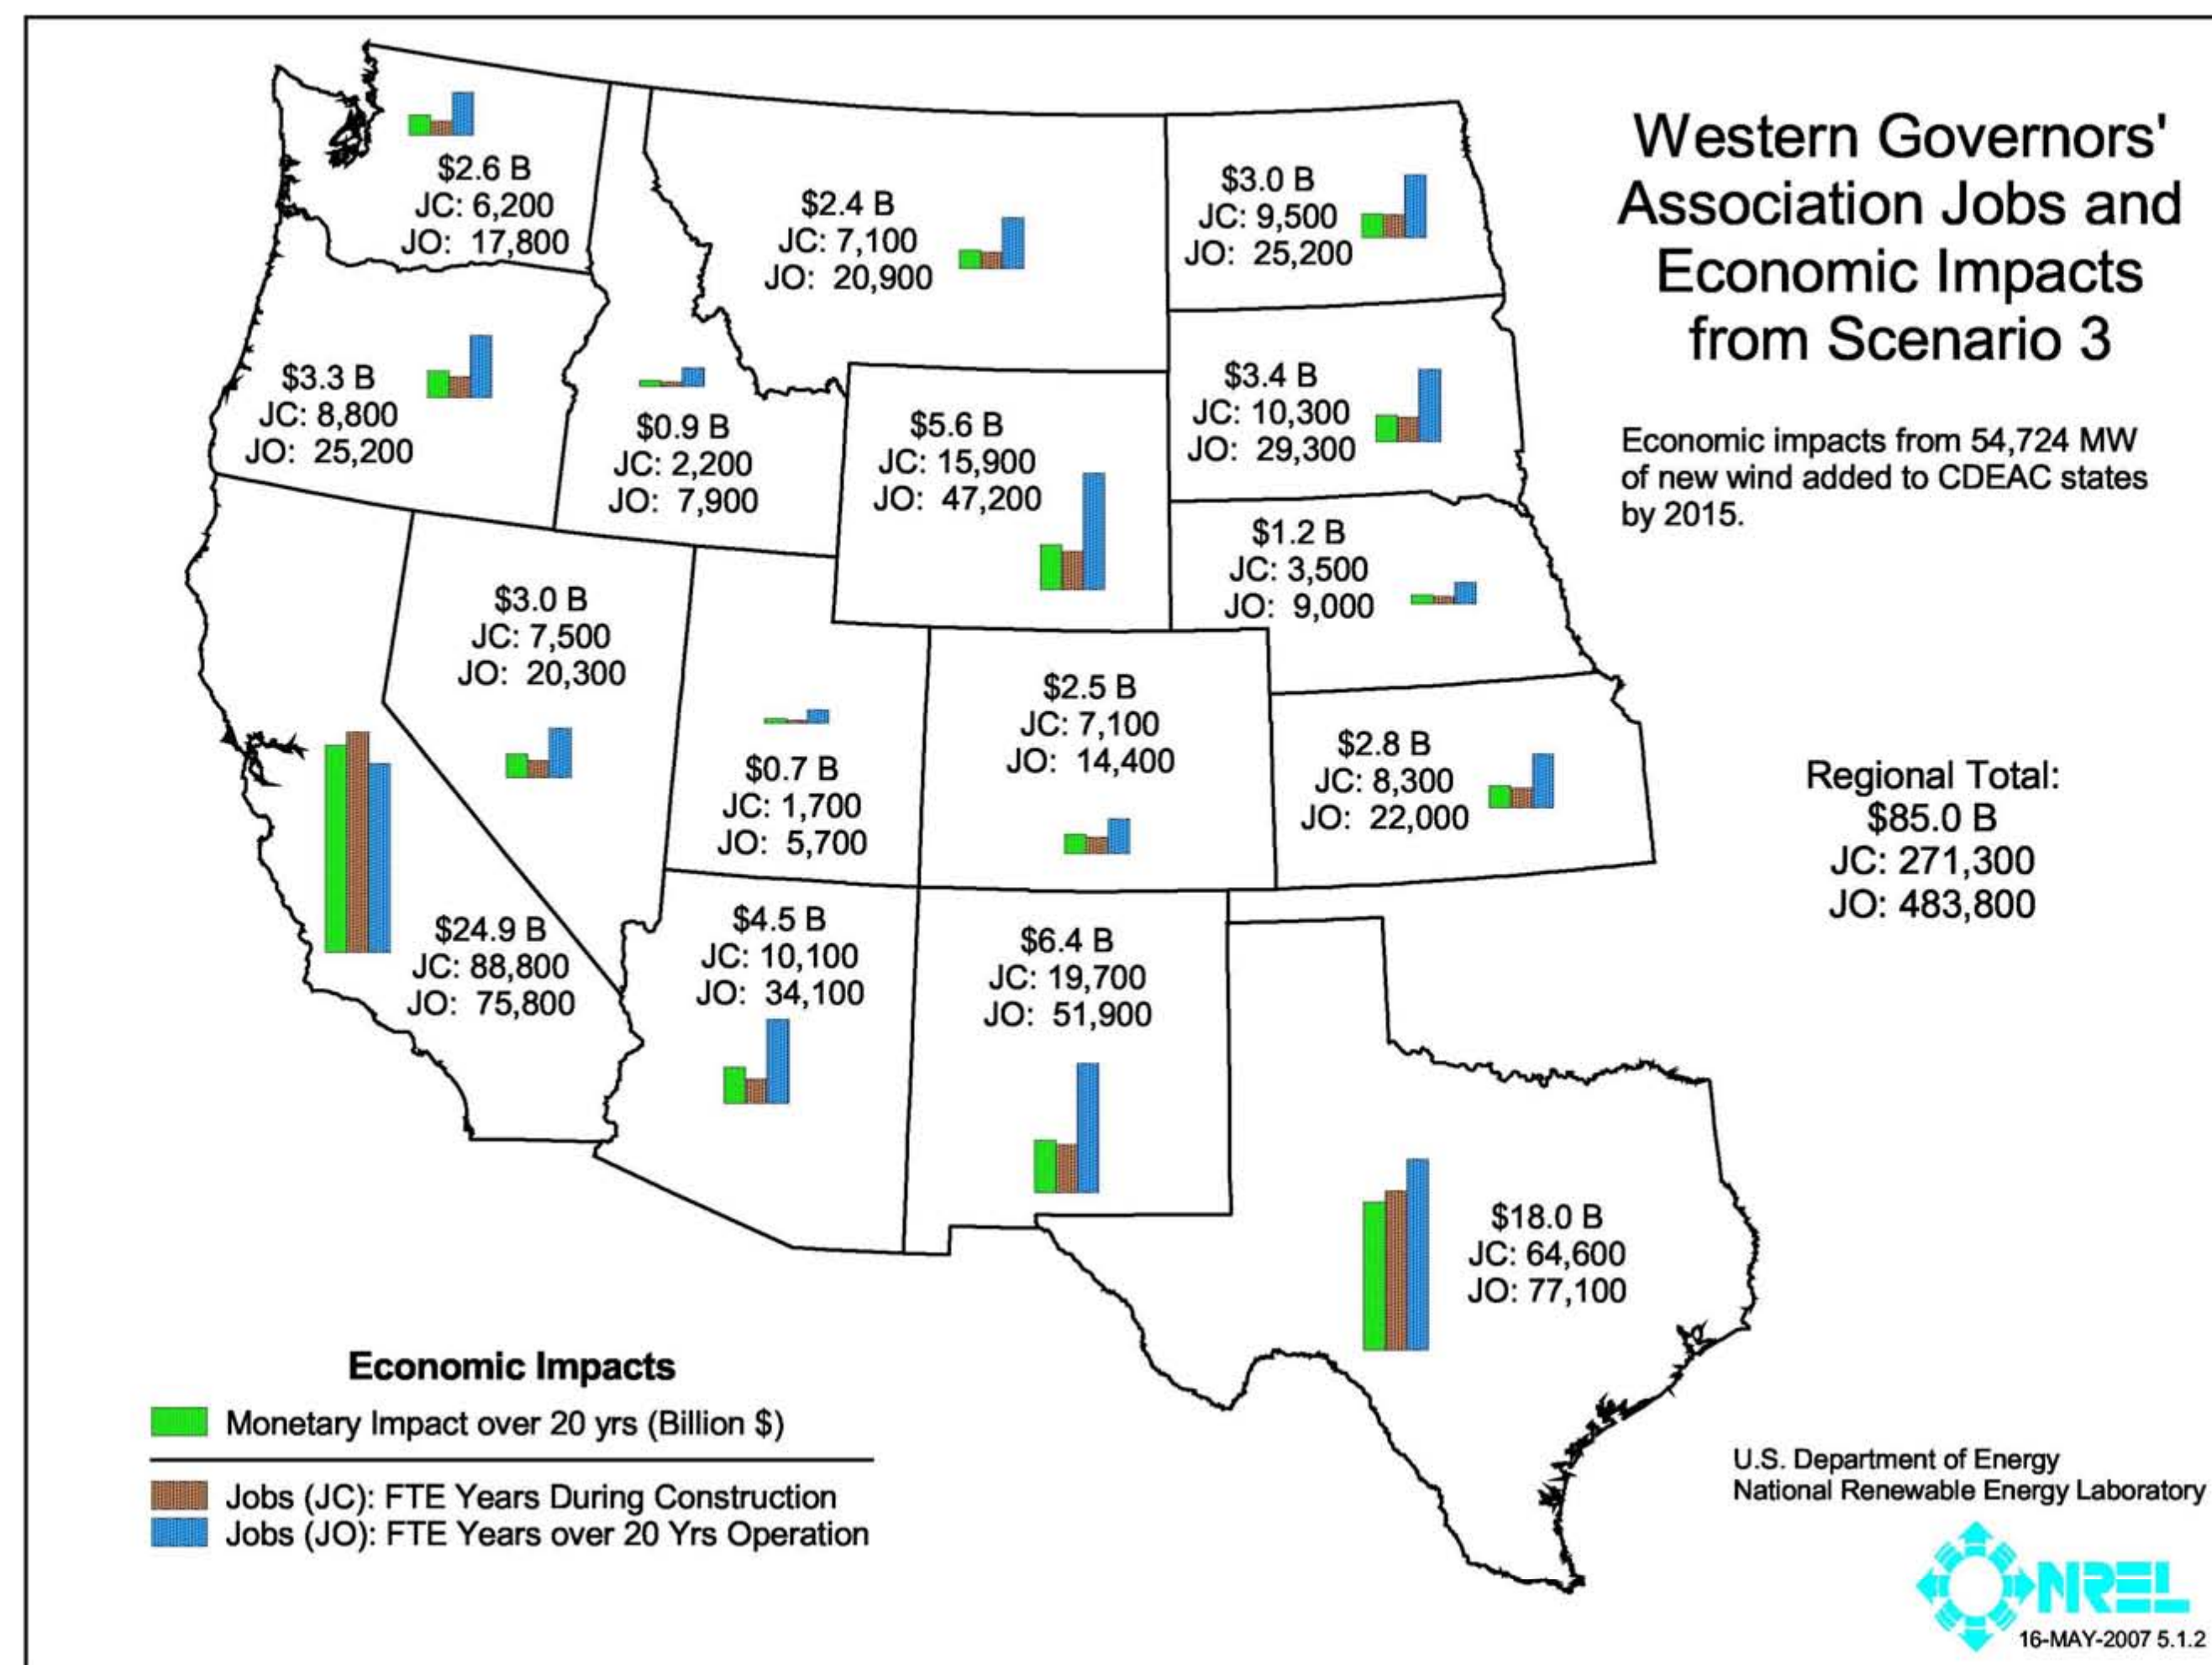 Western Governors'
Association Jobs and
Economic Impacts
from Scenario 3
Economic impacts from 54,724 MW
of new wind added to CDEAC states
by 2015.
$2.6 B
JC: 6,200
JO: 17,800
$2.4 B
JC: 7,100
JO: 20,900
$3.0 B
JC: 9,500
JO: 25,200
$3.3 B
JC: 8,800
JO: 25,200
$0.9 B
JC: 2,200
JO: 7,900
$5.6 B
JC: 15,900
JO: 47,200
$3.4 B
JC: 10,300
JO: 29,300
$1.2 B
JC: 3,500
JO: 9,000
$3.0 B
JC: 7,500
JO: 20,300
$0.7 B
JC: 1,700
JO: 5,700
$2.5 B
JC: 7,100
JO: 14,400
$2.8 B
JC: 8,300
JO: 22,000
Regional Total:
$85.0 B
JC: 271,300
JO: 483,800
$24.9 B
JC: 88,800
JO: 75,800
$4.5 B
JC: 10,100
JO: 34,100
$6.4 B
JC: 19,700
JO: 51,900
$18.0 B
JC: 64,600
JO: 77,100
Economic Impacts
Monetary Impact over 20 yrs (Billion $)
Jobs (JC): FTE Years During Construction
Jobs (JO): FTE Years over 20 Yrs Operation
U.S. Department of Energy
National Renewable Energy Laboratory
NREL
16-MAY-2007 5.1.2